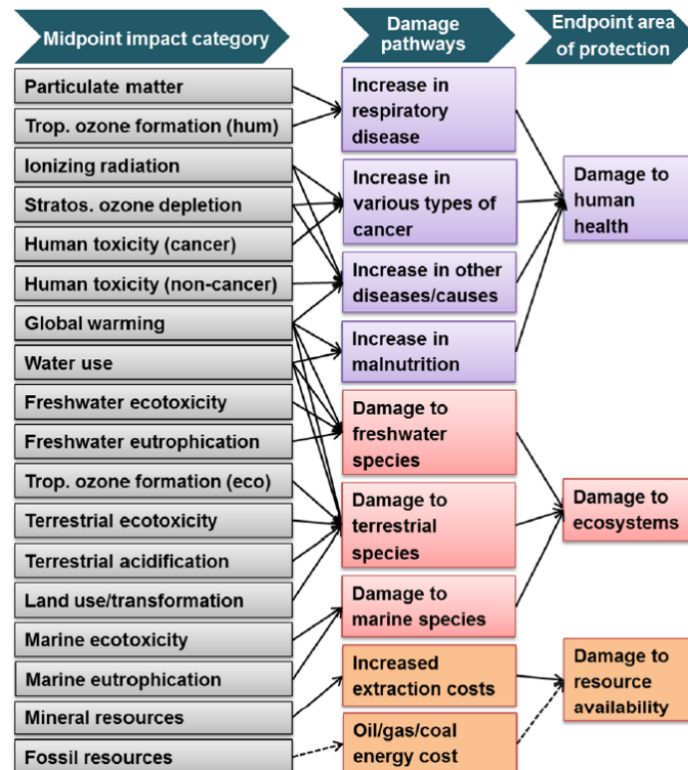 Midpoint impact category
Damage
pathways
Endpoint area
of protection
Particulate matter
Trop. ozone formation (hum)
Ionizing radiation
Stratos. ozone depletion
Human toxicity (cancer)
Human toxicity (non-cancer)
Global warming
Water use
Freshwater ecotoxicity
Freshwater eutrophication
Trop. ozone formation (eco)
Terrestrial ecotoxicity
Terrestrial acidification
Land use/transformation
Marine ecotoxicity
Marine eutrophication
Mineral resources
Fossil resources
Increase in
respiratory
disease
Increase in
various types of
cancer
Increase in other
diseases/causes
Increase in
malnutrition
Damage to
freshwater
species
Damage to
terrestrial
species
Damage to
marine species
Increased
extraction costs
Oil/gas/coal
energy cost
Damage to
human
health
Damage to
ecosystems
Damage to
resource
availability